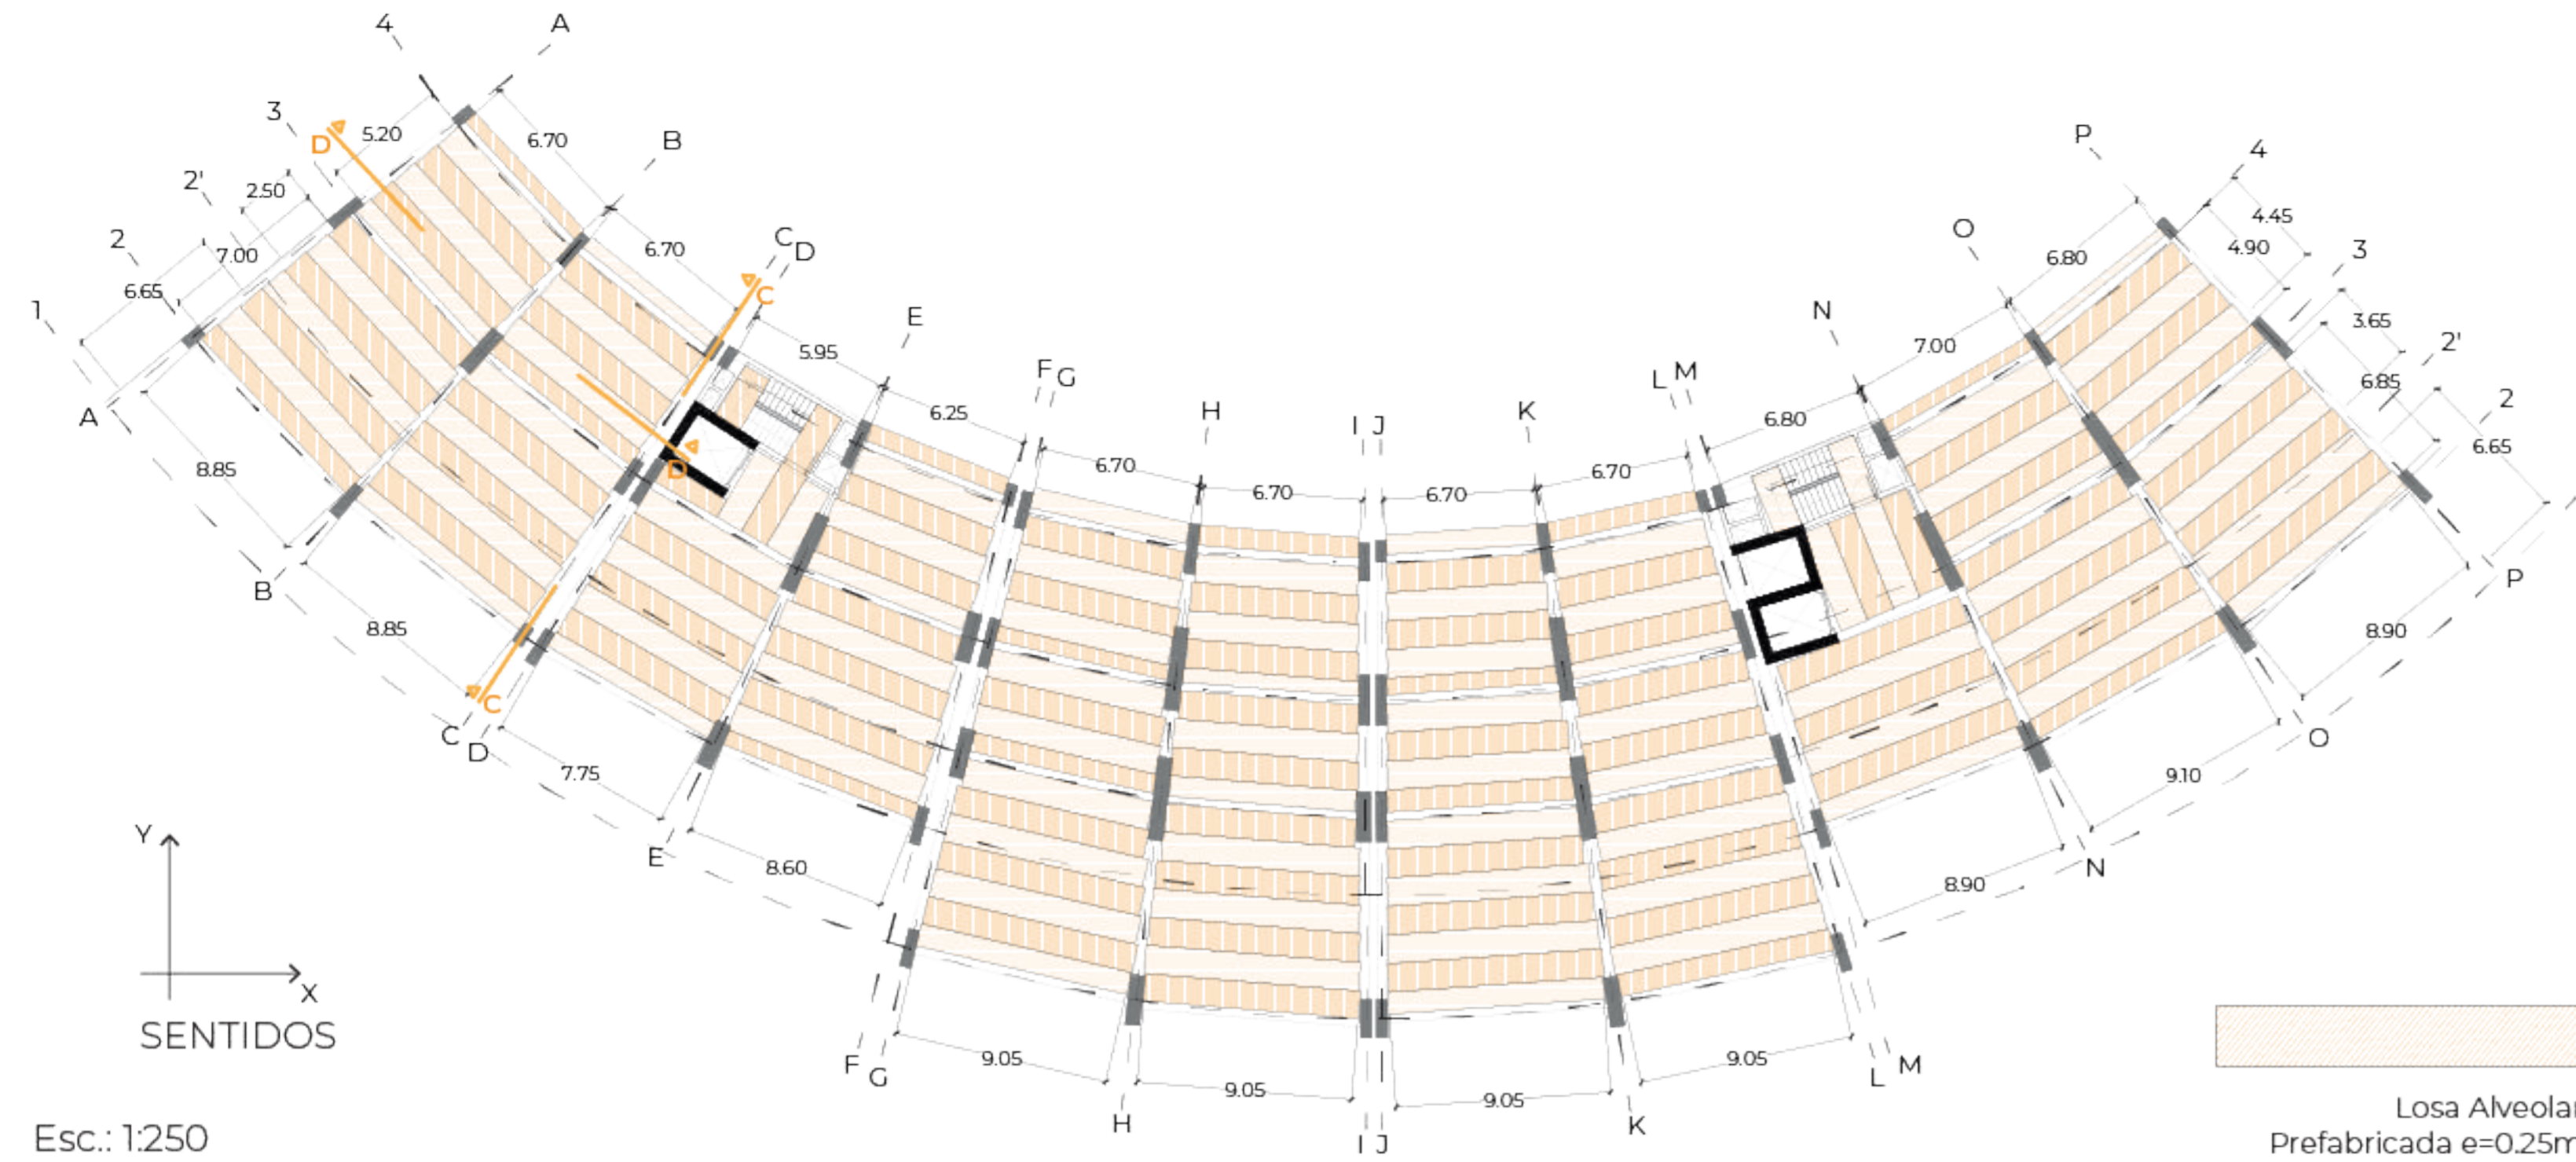 4
A
3
D
5.20
6.70
B
2'
2.50
7.00
2
6.65
1
A
6.70
C
D
C
E
5.95
6.25
F
G
6.70
H
6.70
I
J
6.70
K
6.70
L
M
6.80
N
7.00
O
6.80
P
4
4.45
4.90
3
3.65
2'
6.85
2
6.65
D
8.85
B
8.85
C
C
D
7.75
E
8.60
F
G
9.05
H
9.05
I
J
9.05
K
9.05
L
M
8.90
N
9.10
O
8.90
P
Y
X
SENTIDOS
Esc.: 1:250
Losa Alveolar
Prefabricada e=0.25m